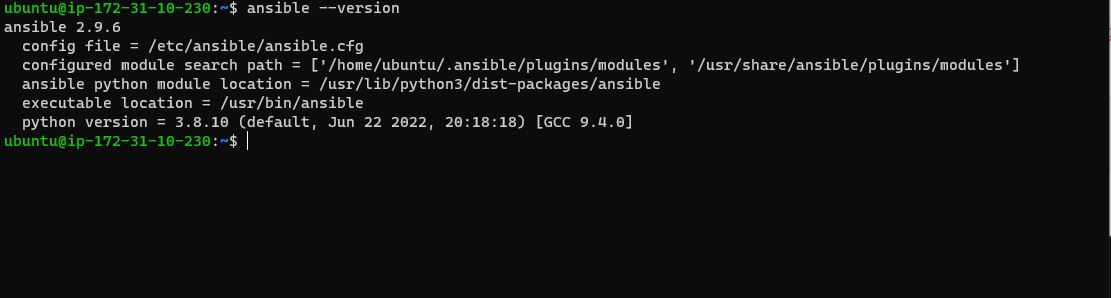 ubuntu@ip-172-31-10-230:~$ ansible --version
ansible 2.9.6
  config file = /etc/ansible/ansible.cfg
  configured module search path = ['/home/ubuntu/.ansible/plugins/modules', '/usr/share/ansible/plugins/modules']
  ansible python module location = /usr/lib/python3/dist-packages/ansible
  executable location = /usr/bin/ansible
  python version = 3.8.10 (default, Jun 22 2022, 20:18:18) [GCC 9.4.0]
ubuntu@ip-172-31-10-230:~$